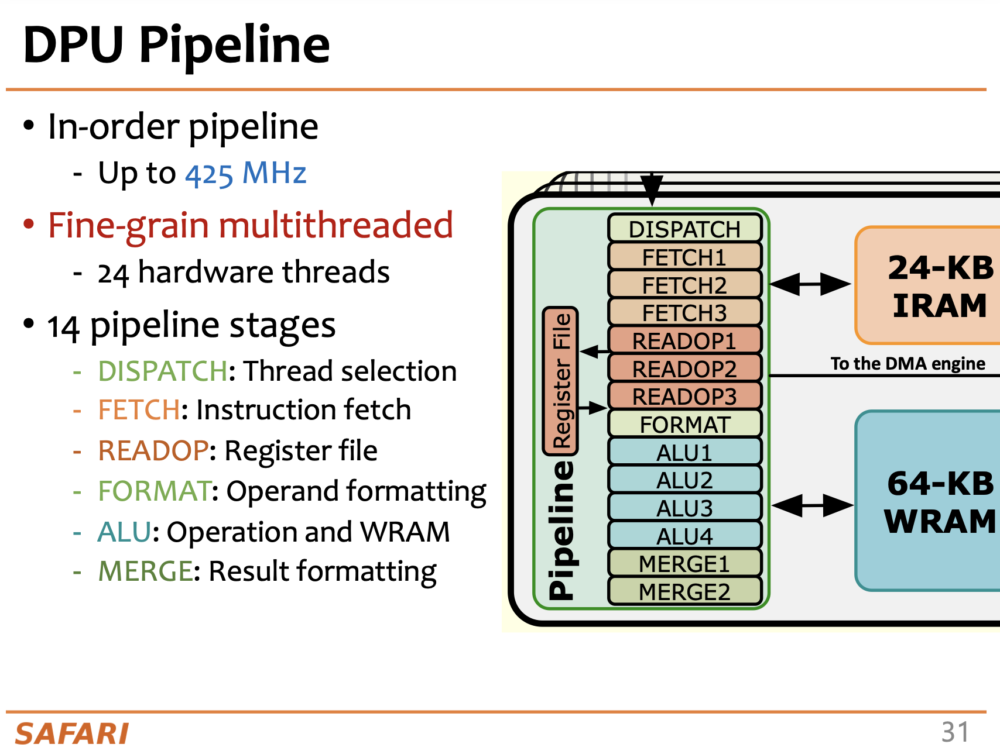 DPU Pipeline
• In-order pipeline
- Up to 425 MHz
• Fine-grain multithreaded
- 24 hardware threads
• 14 pipeline stages
- DISPATCH: Thread selection
- FETCH: Instruction fetch
- READOP: Register file
- FORMAT: Operand formatting
- ALU: Operation and WRAM
- MERGE: Result formatting
DISPATCH
FETCH1
FETCH2
FETCH3
READOP1
READOP2
READOP3
FORMAT
ALU1
ALU2
ALU3
ALU4
MERGE1
MERGE2
Register File
Pipeline
24-KB
IRAM
To the DMA engine
64-KB
WRAM
SAFARI
31